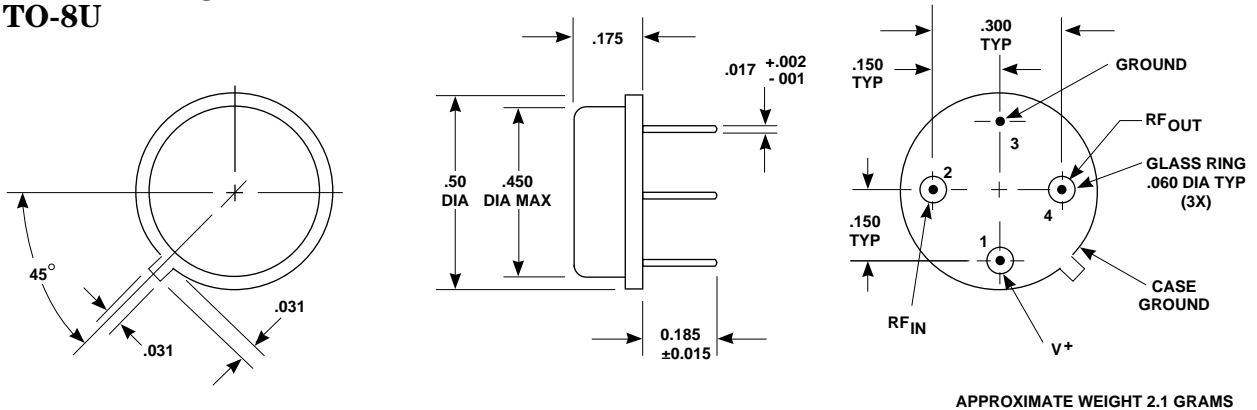 TO-8U
45°
.031
.031
.175
.50
DIA
.450
DIA MAX
.017 +.002
- 001
0.185
±0.015
.300
TYP
.150
TYP
GROUND
3
RFOUT
GLASS RING
.060 DIA TYP
(3X)
2
4
.150
TYP
1
CASE
GROUND
RFIN
V+
APPROXIMATE WEIGHT 2.1 GRAMS